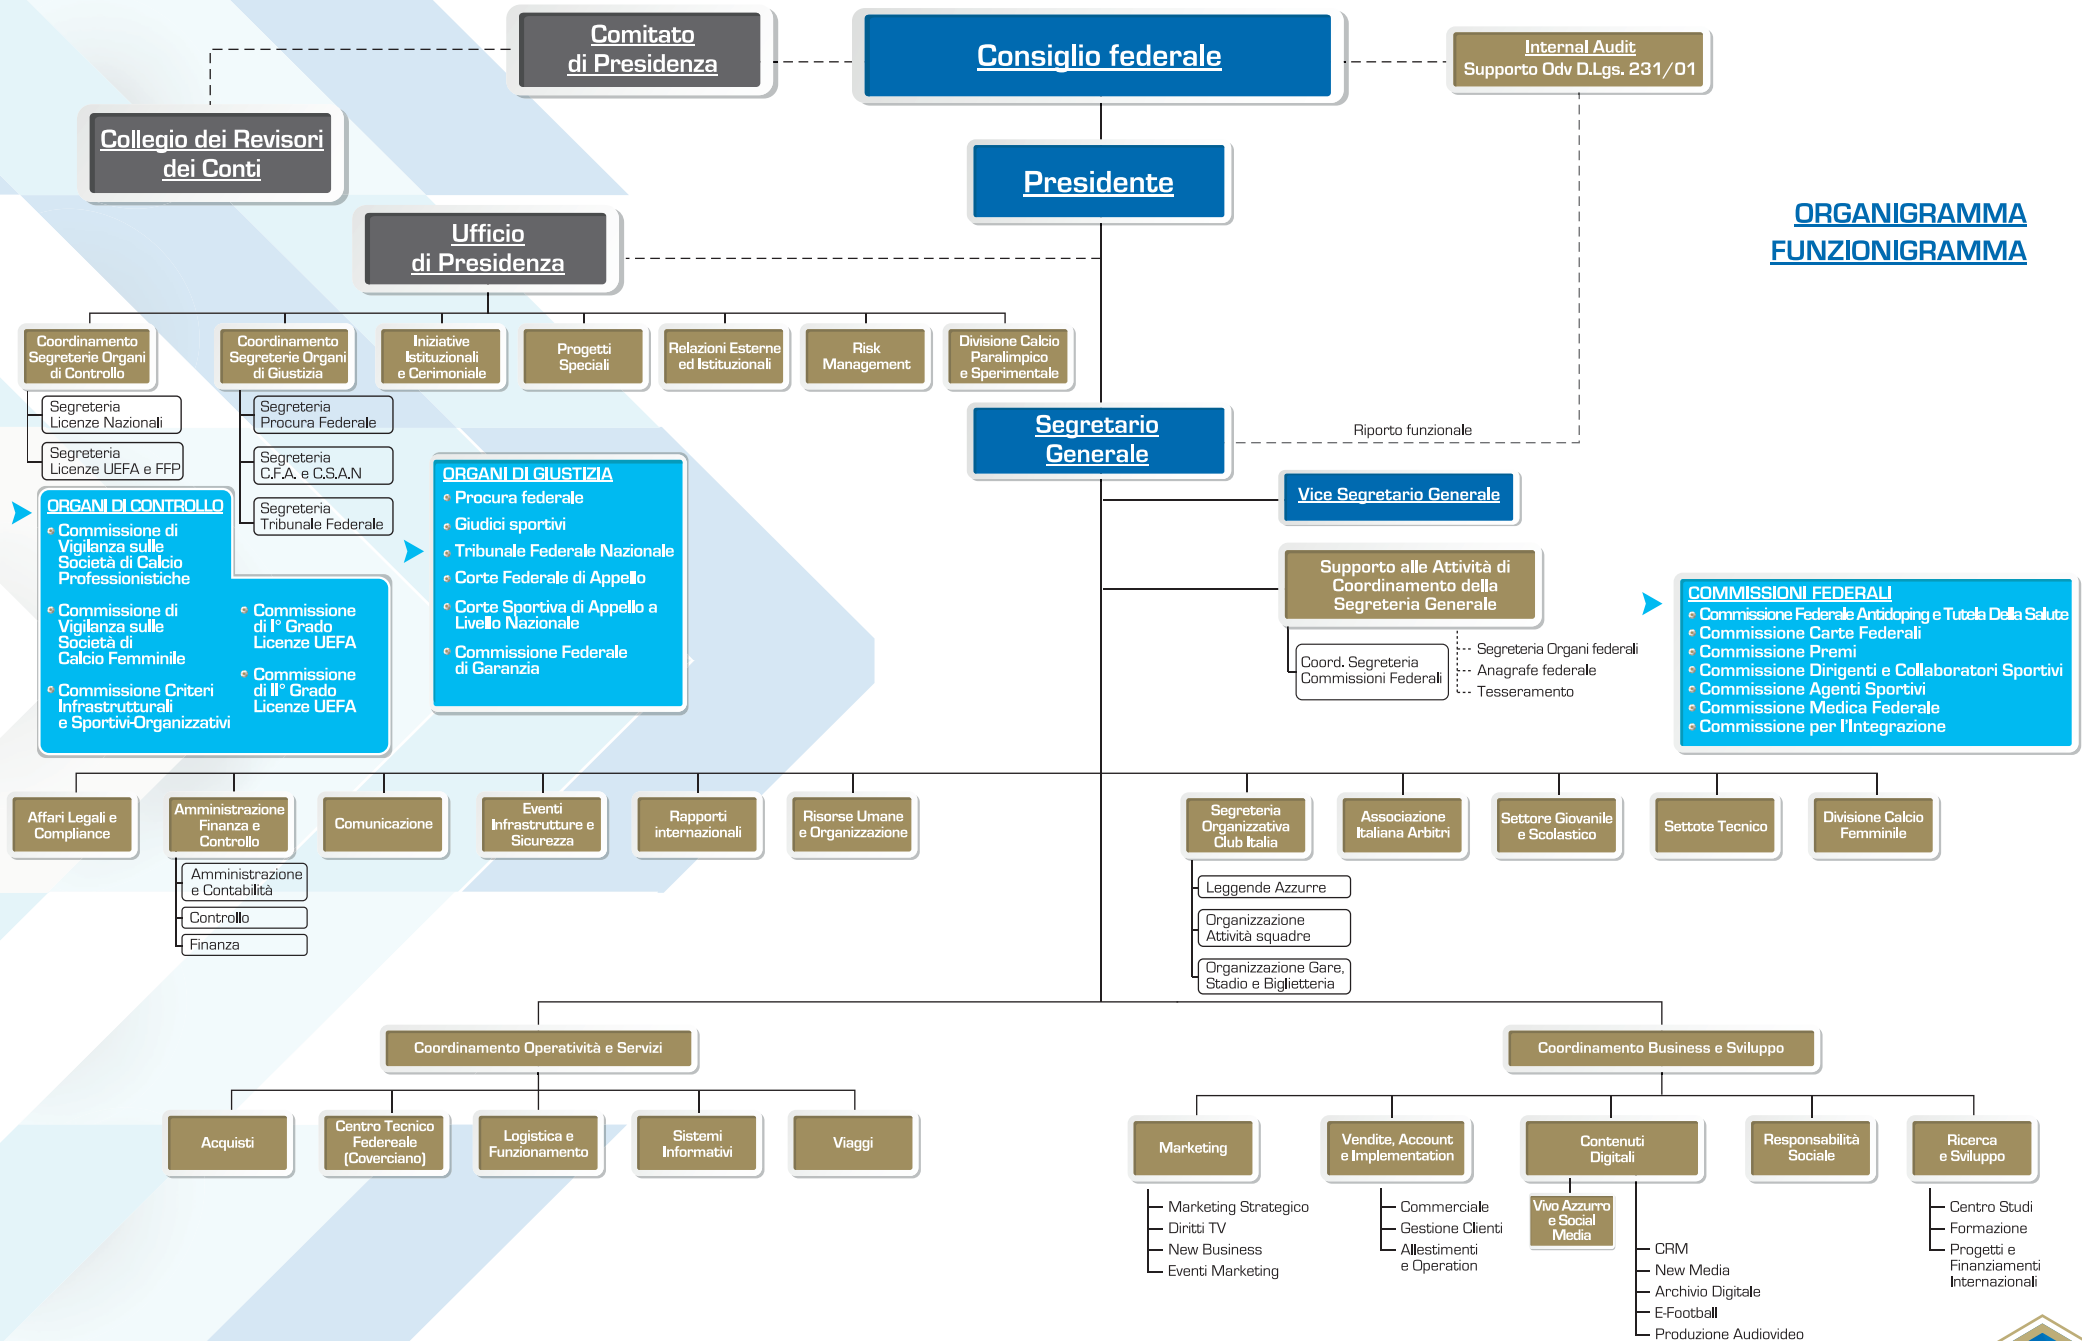 Comitato
di Presidenza
Consiglio federale
Internal Audit
Supporto Odv D.Lgs. 231/01
Collegio dei Revisori
dei Conti
Presidente
ORGANIGRAMMA
FUNZIONIGRAMMA
Ufficio
di Presidenza
Coordinamento
Segreterie Organi
di Controllo
Coordinamento
Segreterie Organi
di Giustizia
Iniziative
Istituzionali
e Cerimoniale
Progetti
Speciali
Relazioni Esterne
ed Istituzionali
Risk
Management
Divisione Calcio
Paralimpico
e Sperimentale
Segreteria
Licenze Nazionali
Segreteria
Licenze UEFA e FFP
Segreteria
Procura Federale
Segreteria
C.F.A. e C.S.A.N
Segreteria
Tribunale Federale
Segretario
Generale
Riporto funzionale
Vice Segretario Generale
ORGANI DI CONTROLLO
Commissione di
Vigilanza sulle
Società di Calcio
Professionistiche
Commissione di
Vigilanza sulle
Società di
Calcio Femminile
Commissione Criteri
Infrastrutturali
e Sportivi-Organizzativi
Commissione
di I° Grado
Licenze UEFA
Commissione
di II° Grado
Licenze UEFA
ORGANI DI GIUSTIZIA
Procura federale
Giudici sportivi
Tribunale Federale Nazionale
Corte Federale di Appello
Corte Sportiva di Appello a
Livello Nazionale
Commissione Federale
di Garanzia
Supporto alle Attività di
Coordinamento della
Segreteria Generale
Coord. Segreteria
Commissioni Federali
Segreteria Organi federali
Anagrafe federale
Tesseramento
COMMISSIONI FEDERALI
Commissione Federale Antidoping e Tutela Della Salute
Commissione Carte Federali
Commissione Premi
Commissione Dirigenti e Collaboratori Sportivi
Commissione Agenti Sportivi
Commissione Medica Federale
Commissione per l'Integrazione
Affari Legali e
Compliance
Amministrazione
Finanza e
Controllo
Comunicazione
Eventi
Infrastrutture e
Sicurezza
Rapporti
internazionali
Risorse Umane
e Organizzazione
Segreteria
Organizzativa
Club Italia
Associazione
Italiana Arbitri
Settore Giovanile
e Scolastico
Settote Tecnico
Divisione Calcio
Femminile
Amministrazione
e Contabilità
Controllo
Finanza
Leggende Azzurre
Organizzazione
Attività squadre
Organizzazione Gare,
Stadio e Biglietteria
Coordinamento Operatività e Servizi
Coordinamento Business e Sviluppo
Acquisti
Centro Tecnico
Federeale
(Coverciano)
Logistica e
Funzionamento
Sistemi
Informativi
Viaggi
Marketing
Vendite, Account
e Implementation
Contenuti
Digitali
Responsabilità
Sociale
Ricerca
e Sviluppo
Marketing Strategico
Diritti TV
New Business
Eventi Marketing
Commerciale
Gestione Clienti
Allestimenti
e Operation
Vivo Azzurro
e Social
Media
CRM
New Media
Archivio Digitale
E-Football
Produzione Audiovideo
Centro Studi
Formazione
Progetti e
Finanziamenti
Internazionali